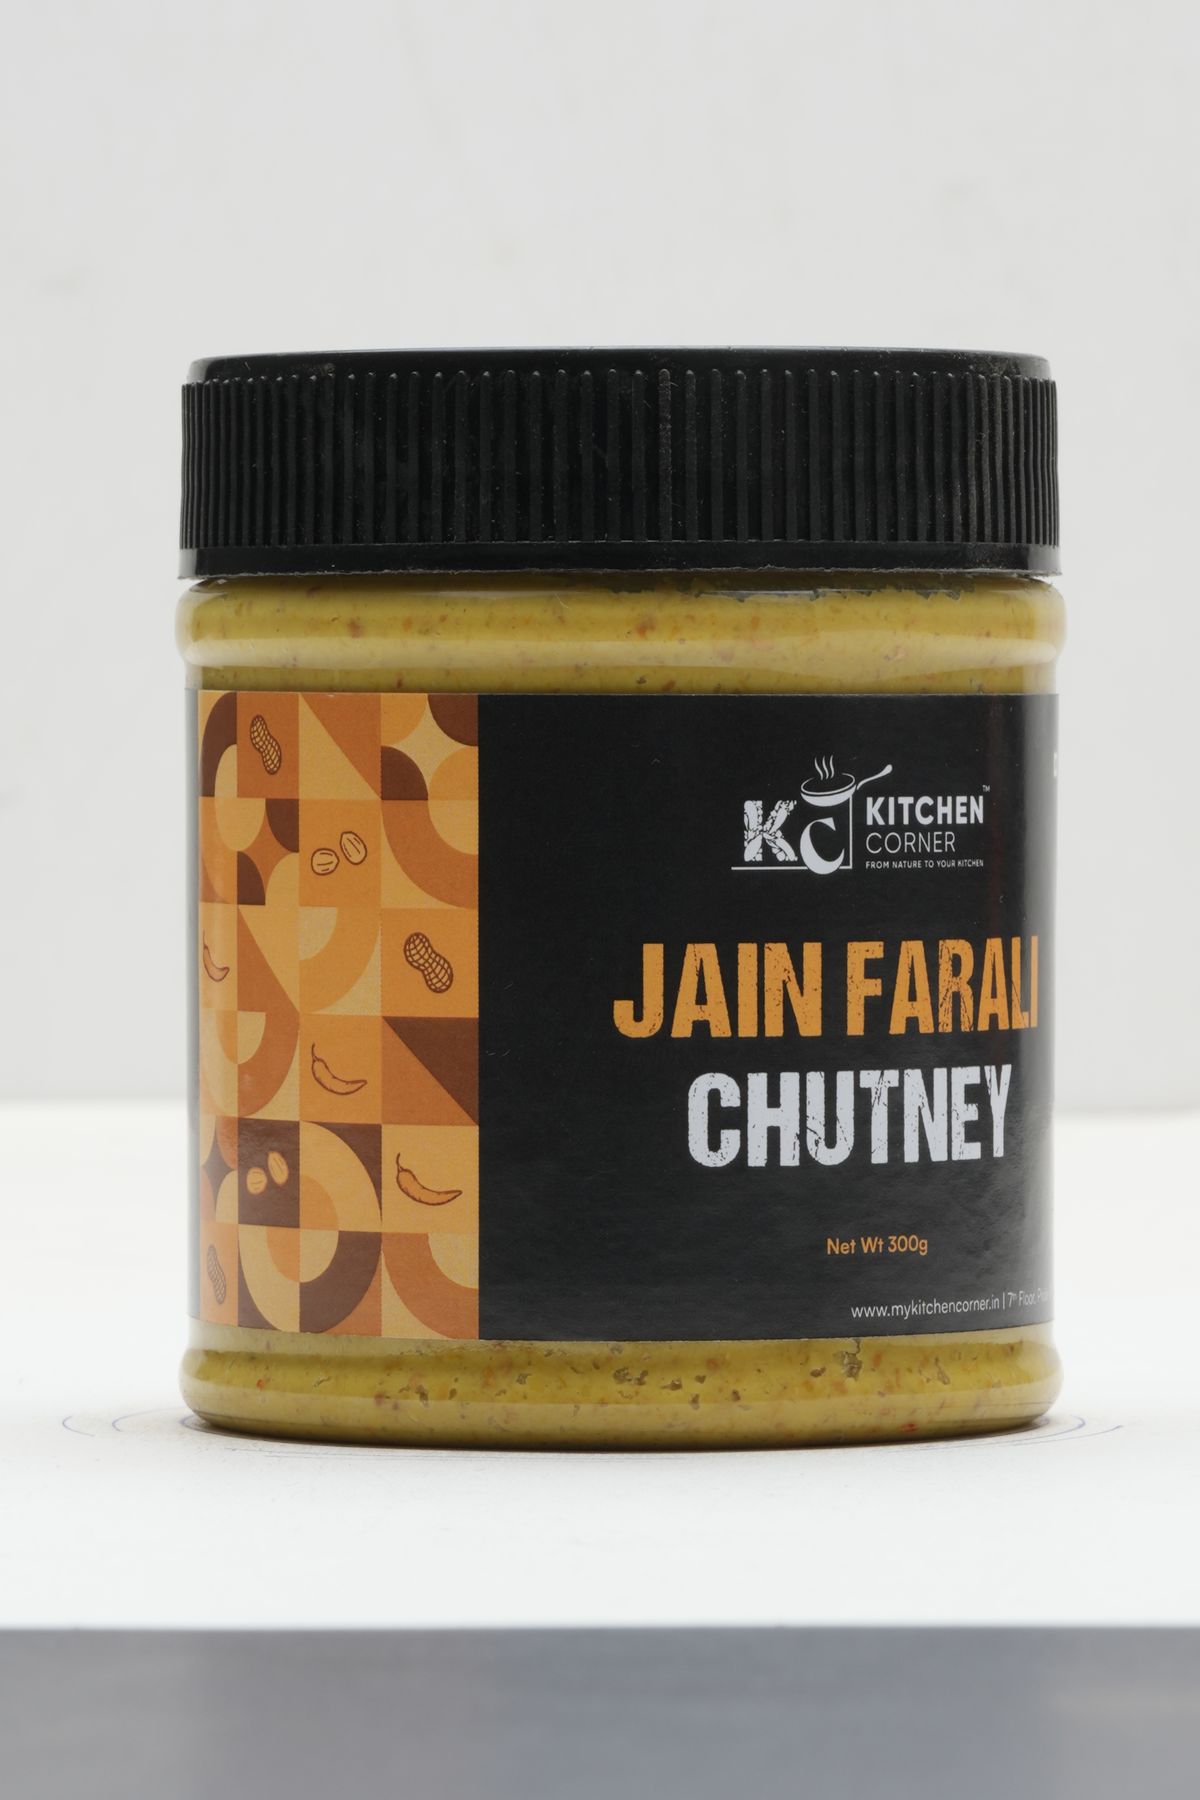 KC
KITCHEN™
CORNER
FROM NATURE TO YOUR KITCHEN
JAIN FARALI
CHUTNEY
Net Wt 300g
www.mykitchencorner.in | 7th Floor,